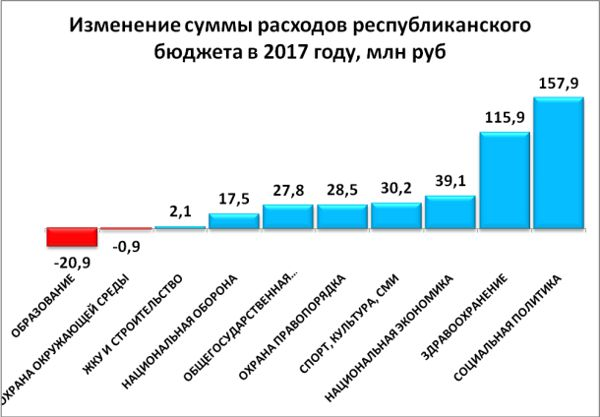 Изменение суммы расходов республиканского
бюджета в 2017 году, млн руб
-20,9
-0,9
2,1
17,5
27,8
28,5
30,2
39,1
115,9
157,9
ОБРАЗОВАНИЕ
ОХРАНА ОКРУЖАЮЩЕЙ СРЕДЫ
ЖКУ И СТРОИТЕЛЬСТВО
НАЦИОНАЛЬНАЯ ОБОРОНА
ОБЩЕГОСУДАРСТВЕННАЯ...
ОХРАНА ПРАВОПОРЯДКА
СПОРТ, КУЛЬТУРА, СМИ
НАЦИОНАЛЬНАЯ ЭКОНОМИКА
ЗДРАВООХРАНЕНИЕ
СОЦИАЛЬНАЯ ПОЛИТИКА